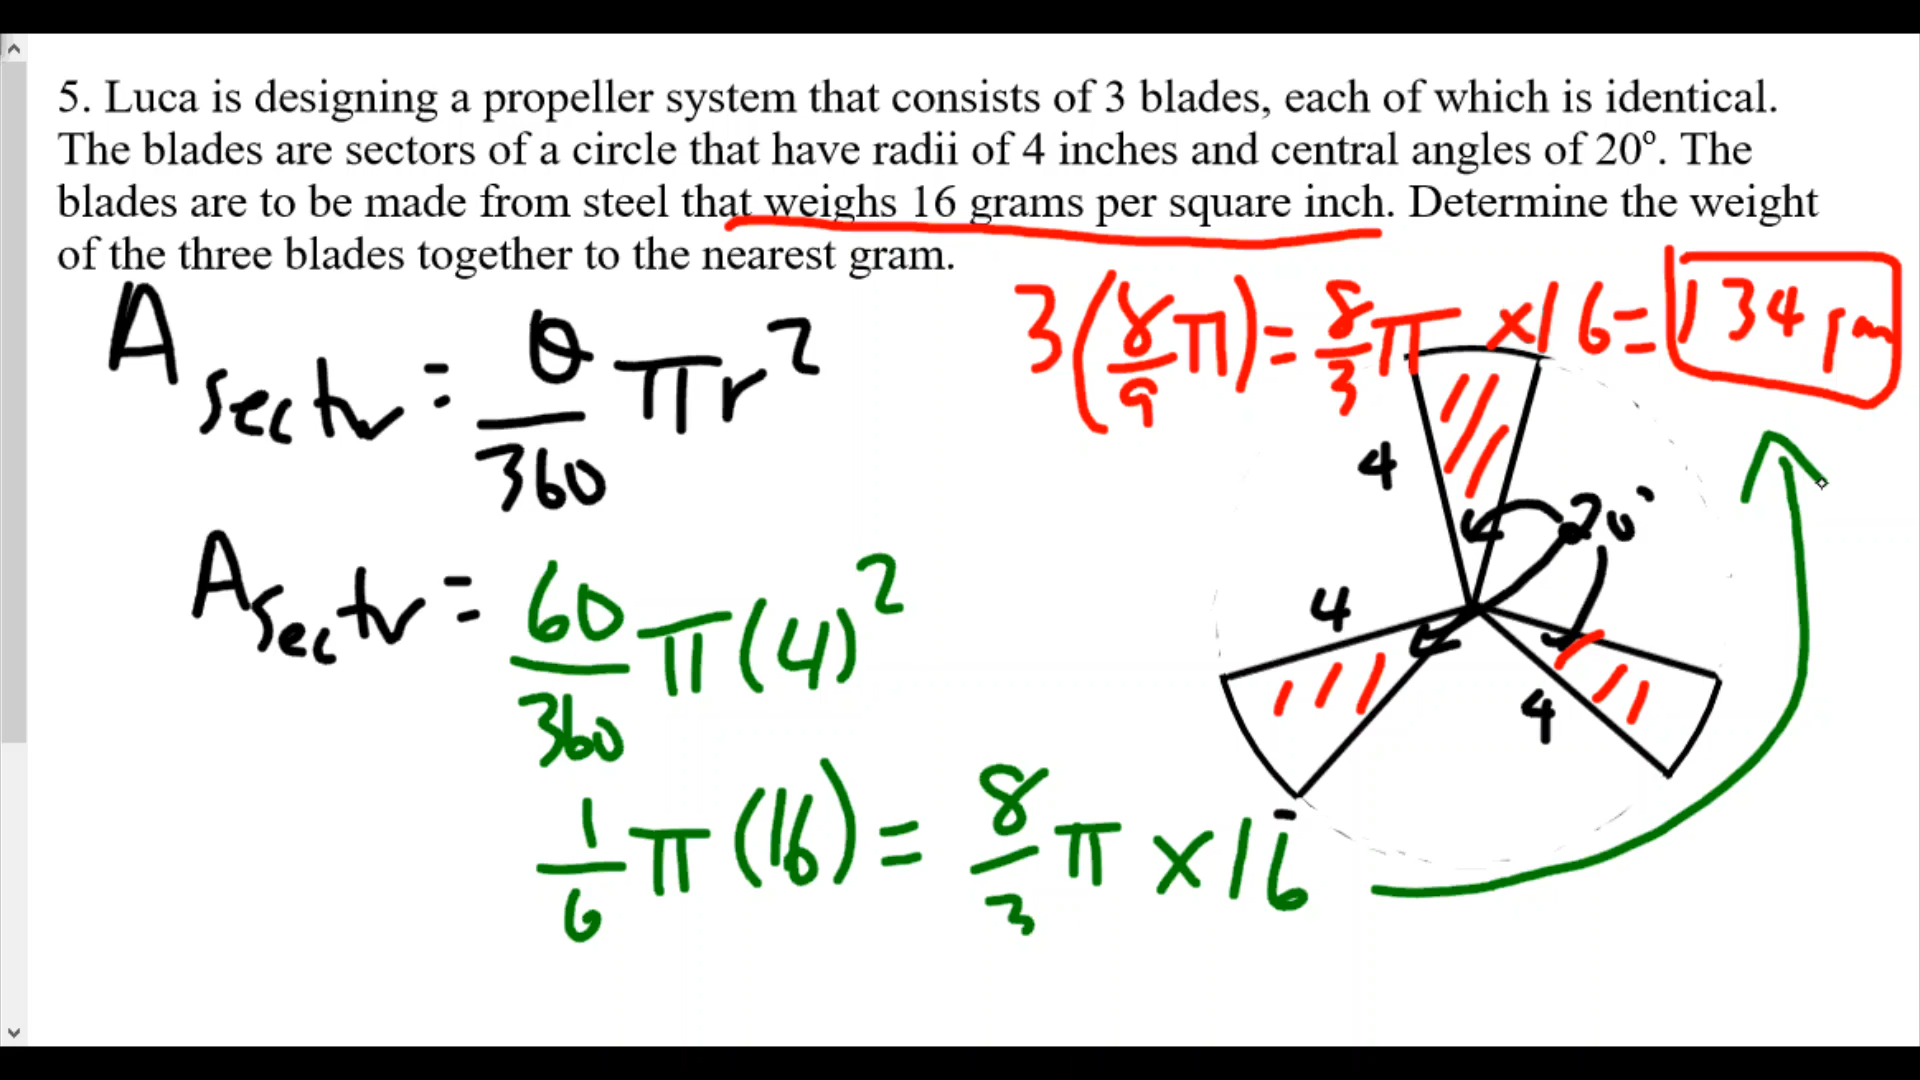 5. Luca is designing a propeller system that consists of 3 blades, each of which is identical.
The blades are sectors of a circle that have radii of 4 inches and central angles of 20º. The
blades are to be made from steel that weighs 16 grams per square inch. Determine the weight
of the three blades together to the nearest gram.
A sector = θ/360 πr²
3(8/9 π) = 8/3 π ×16 = 134 gm
4
20°
A sector = 60/360 π(4)²
4
4
1/6 π(16) = 8/3 π ×16